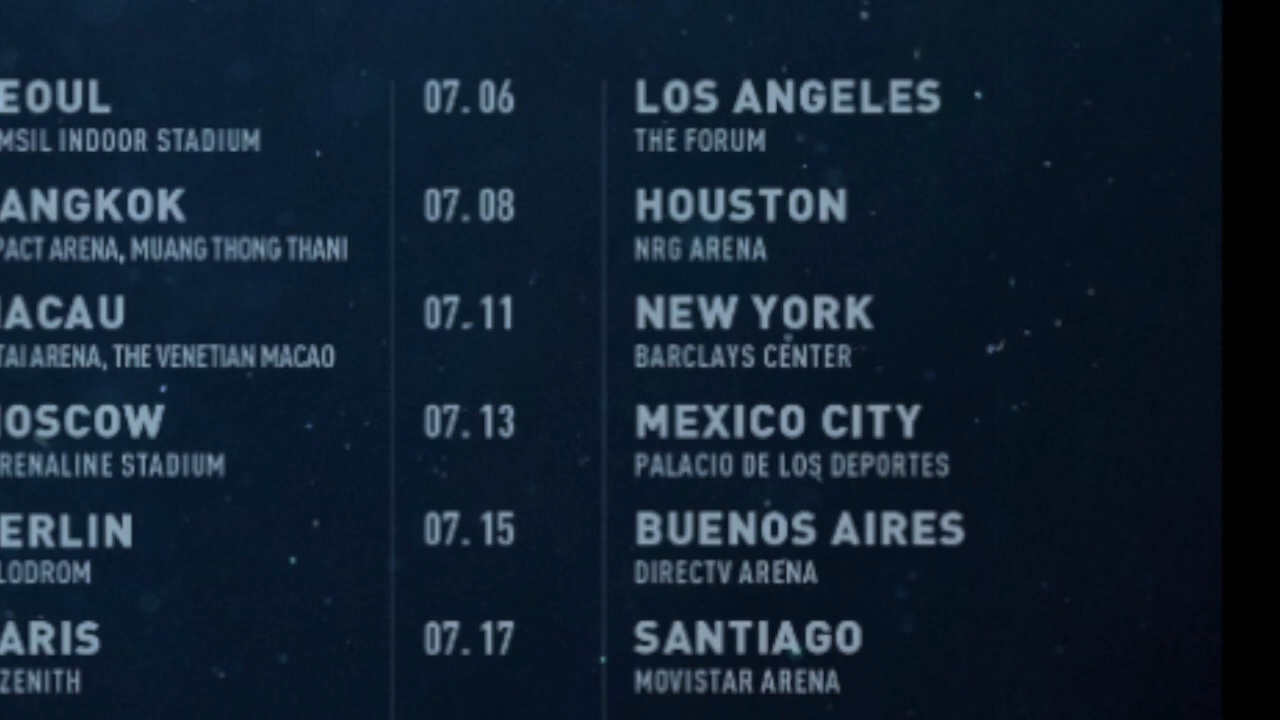 EOUL
MSIL INDOOR STADIUM
ANGKOK
PACT ARENA, MUANG THONG THANI
ACAU
TAI ARENA, THE VENETIAN MACAO
OSCOW
RENALINE STADIUM
ERLIN
LODROM
ARIS
ZENITH
07.06
LOS ANGELES
THE FORUM
07.08
HOUSTON
NRG ARENA
07.11
NEW YORK
BARCLAYS CENTER
07.13
MEXICO CITY
PALACIO DE LOS DEPORTES
07.15
BUENOS AIRES
DIRECTV ARENA
07.17
SANTIAGO
MOVISTAR ARENA